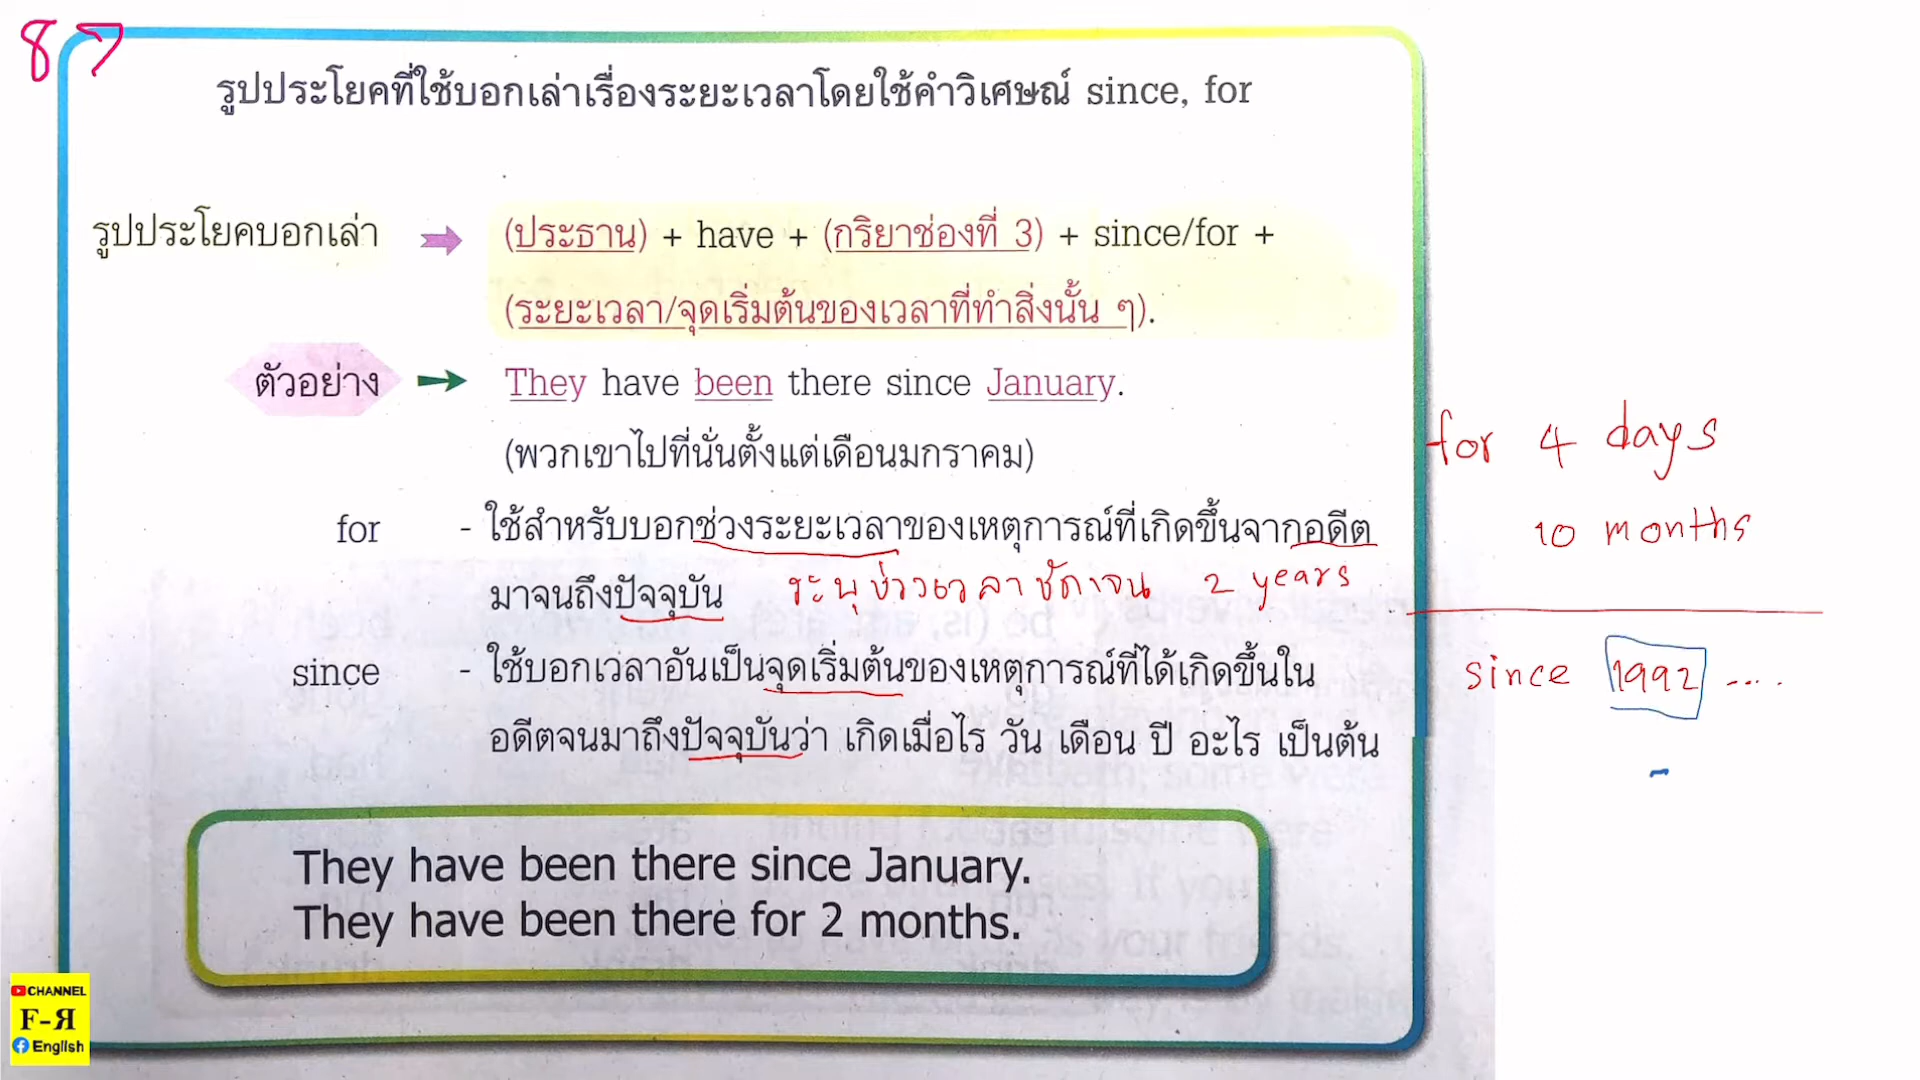 87
รูปประโยคที่ใช้บอกเล่าเรื่องระยะเวลาโดยใช้คำวิเศษณ์ since, for
รูปประโยคบอกเล่า (ประธาน) + have + (กริยาช่องที่ 3) + since/for +
(ระยะเวลา/จุดเริ่มต้นของเวลาที่ทำสิ่งนั้น ๆ).
ตัวอย่าง They have been there since January.
(พวกเขาไปที่นั่นตั้งแต่เดือนมกราคม)
for - ใช้สำหรับบอกช่วงระยะเวลาของเหตุการณ์ที่เกิดขึ้นจากอดีต
มาจนถึงปัจจุบัน ระบุช่วงเวลาชัดเจน 2 years
since - ใช้บอกเวลาอันเป็นจุดเริ่มต้นของเหตุการณ์ที่ได้เกิดขึ้นใน
อดีตจนมาถึงปัจจุบันว่า เกิดเมื่อไร วัน เดือน ปี อะไร เป็นต้น
for 4 days
10 months
since 1992 ....
They have been there since January.
They have been there for 2 months.
CHANNEL
F-Я
English